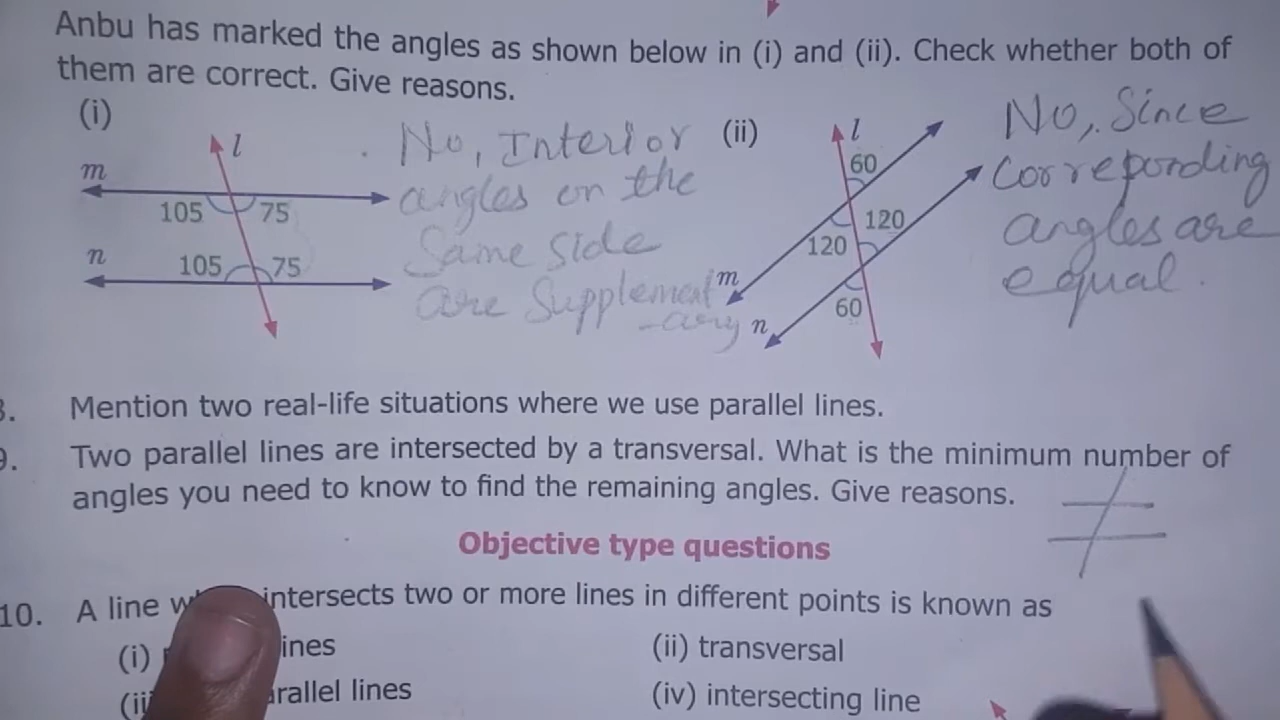 Anbu has marked the angles as shown below in (i) and (ii). Check whether both of
them are correct. Give reasons.
(i)
l
m
105 75
n
105 75
No, Interior
angles on the
Same side
are Supplement
-ary
(ii)
l
60
120
120
m
60
n
No, Since
Correponding
angles are
equal.
Mention two real-life situations where we use parallel lines.
Two parallel lines are intersected by a transversal. What is the minimum number of
angles you need to know to find the remaining angles. Give reasons.
Objective type questions
10. A line intersects two or more lines in different points is known as
(i) lines
(ii) transversal
lines
(iv) intersecting line